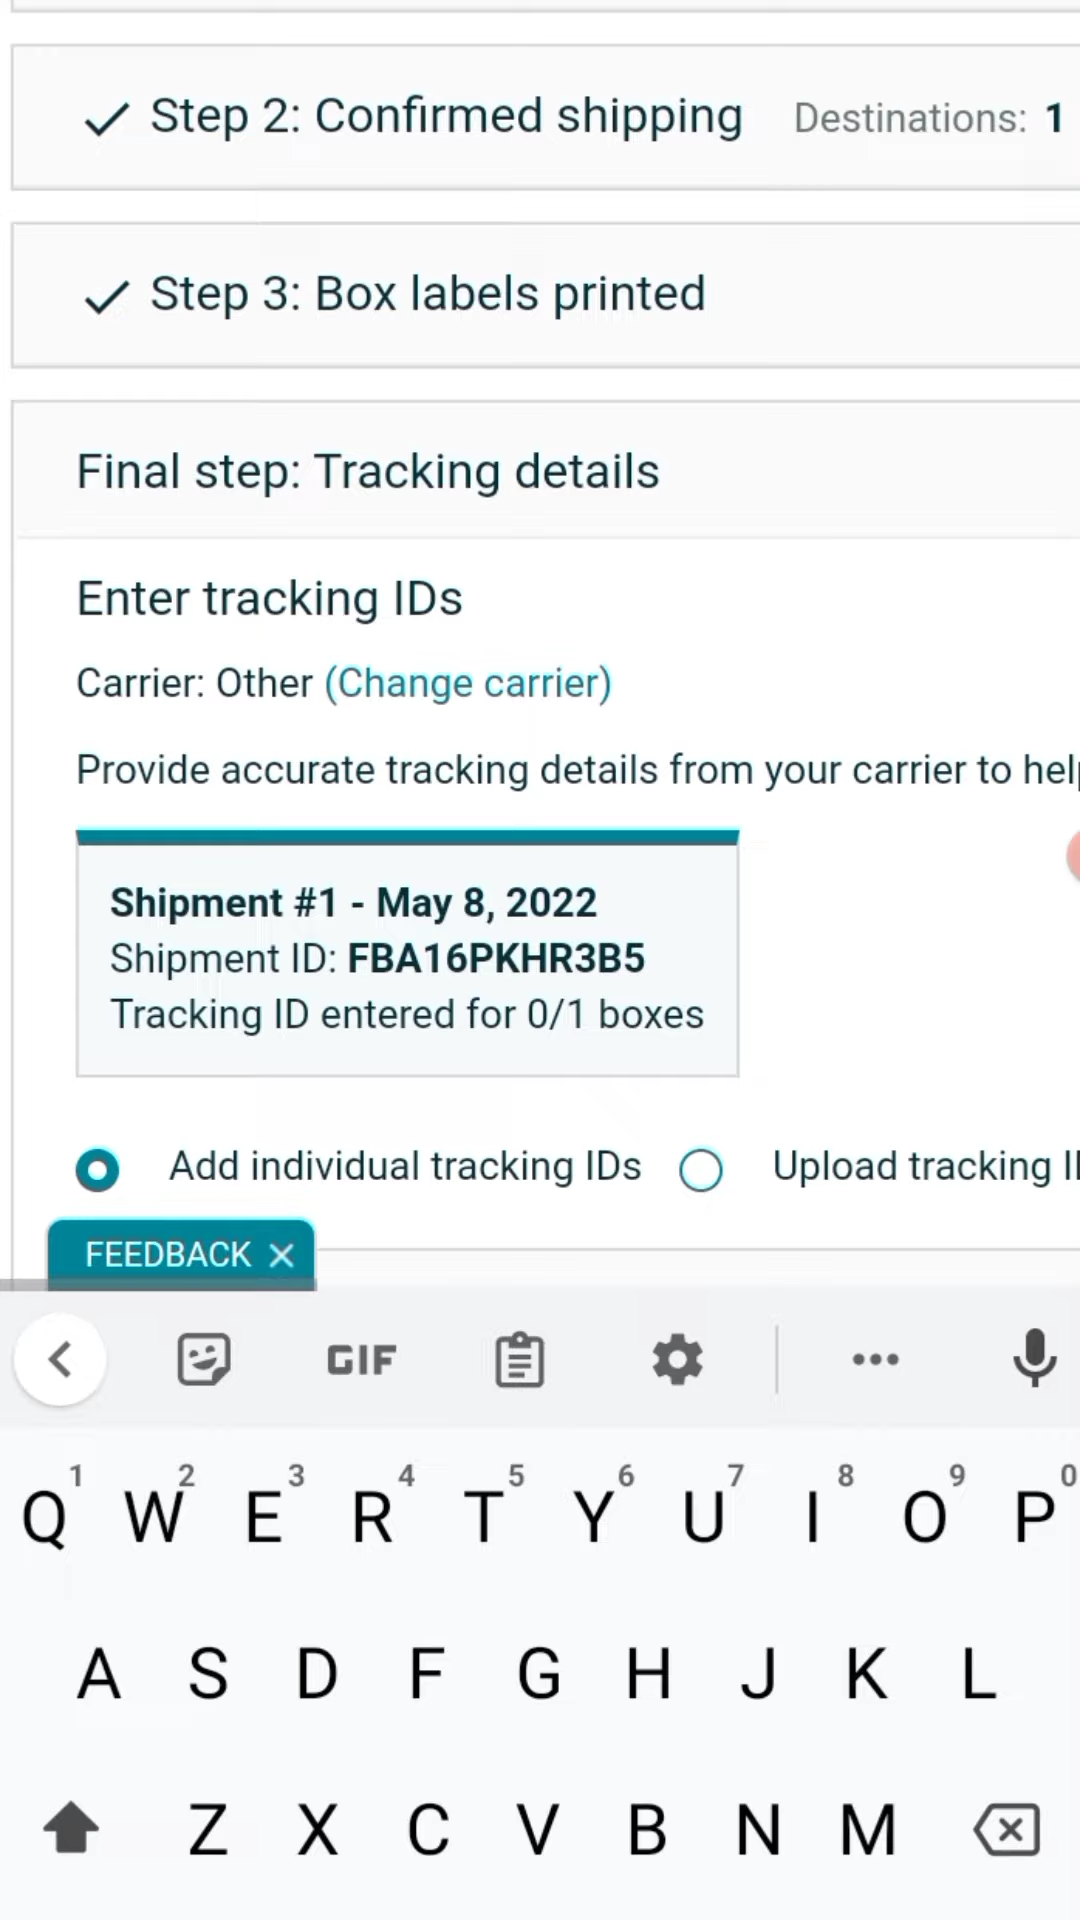 Step 2: Confirmed shipping Destinations: 1
Step 3: Box labels printed
Final step: Tracking details
Enter tracking IDs
Carrier: Other (Change carrier)
Provide accurate tracking details from your carrier to
Shipment #1 - May 8, 2022
Shipment ID: FBA16PKHR3B5
Tracking ID entered for 0/1 boxes
Add individual tracking IDs Upload tracking
FEEDBACK
GIF
1 2 3 4 5 6 7 8 9 0
Q W E R T Y U I O P
A S D F G H J K L
Z X C V B N M